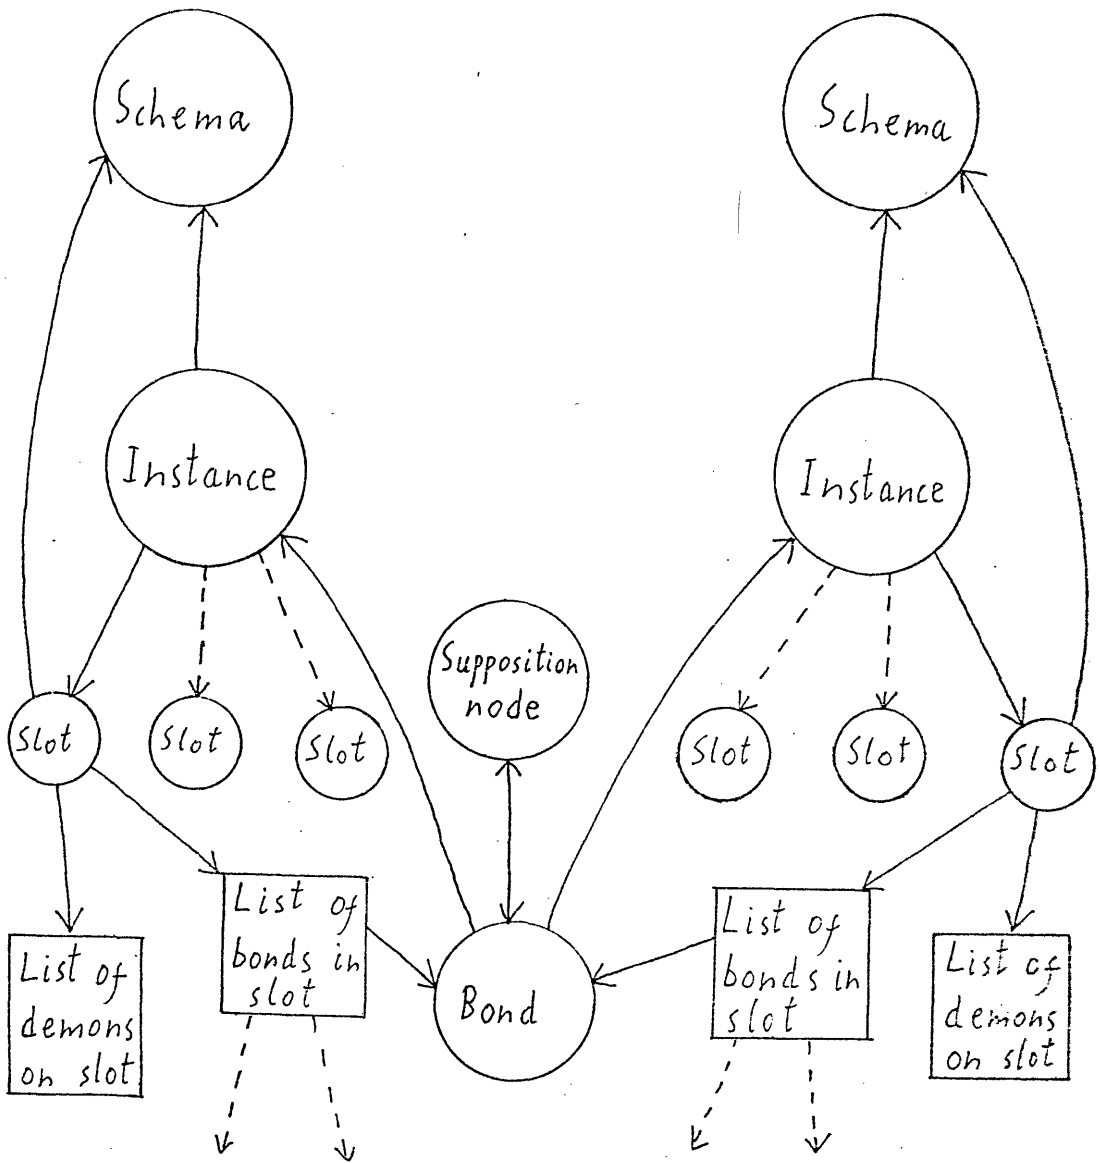 Schema
Schema
Instance
Instance
Supposition
node
Slot
Slot
Slot
Slot
Slot
Slot
List of
bonds in
slot
List of
bonds in
slot
List of
demons
on slot
Bond
List of
demons
on slot